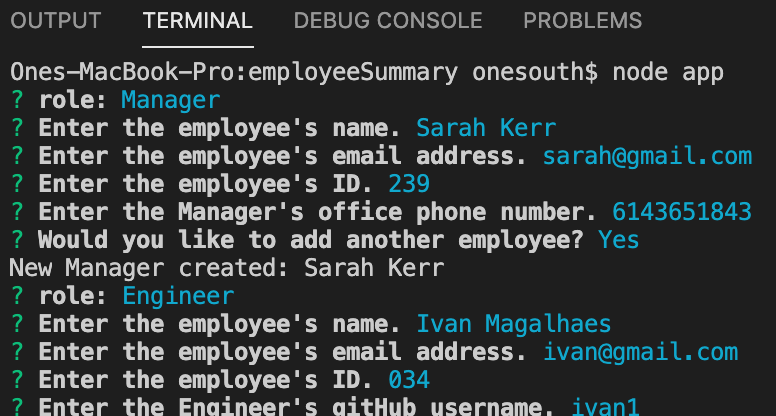 OUTPUT TERMINAL DEBUG CONSOLE PROBLEMS
Ones-MacBook-Pro:employeeSummary onesouth$ node app
? role: Manager
? Enter the employee's name. Sarah Kerr
? Enter the employee's email address. sarah@gmail.com
? Enter the employee's ID. 239
? Enter the Manager's office phone number. 6143651843
? Would you like to add another employee? Yes
New Manager created: Sarah Kerr
? role: Engineer
? Enter the employee's name. Ivan Magalhaes
? Enter the employee's email address. ivan@gmail.com
? Enter the employee's ID. 034
? Enter the Engineer's gitHub username. ivan1